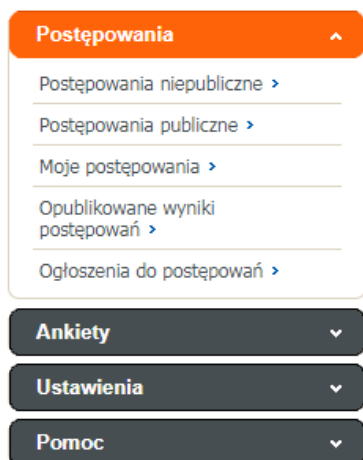 Postępowania
Postępowania niepubliczne
Postępowania publiczne
Moje postępowania
Opublikowane wyniki
postępowań
Ogłoszenia do postępowań
Ankiety
Ustawienia
Pomoc